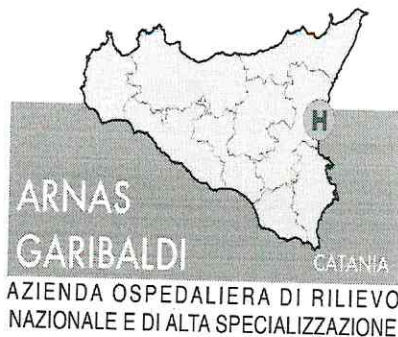 H
ARNAS
GARIBALDI
CATANIA
AZIENDA OSPEDALIERA DI RILIEVO
NAZIONALE E DI ALTA SPECIALIZZAZIONE